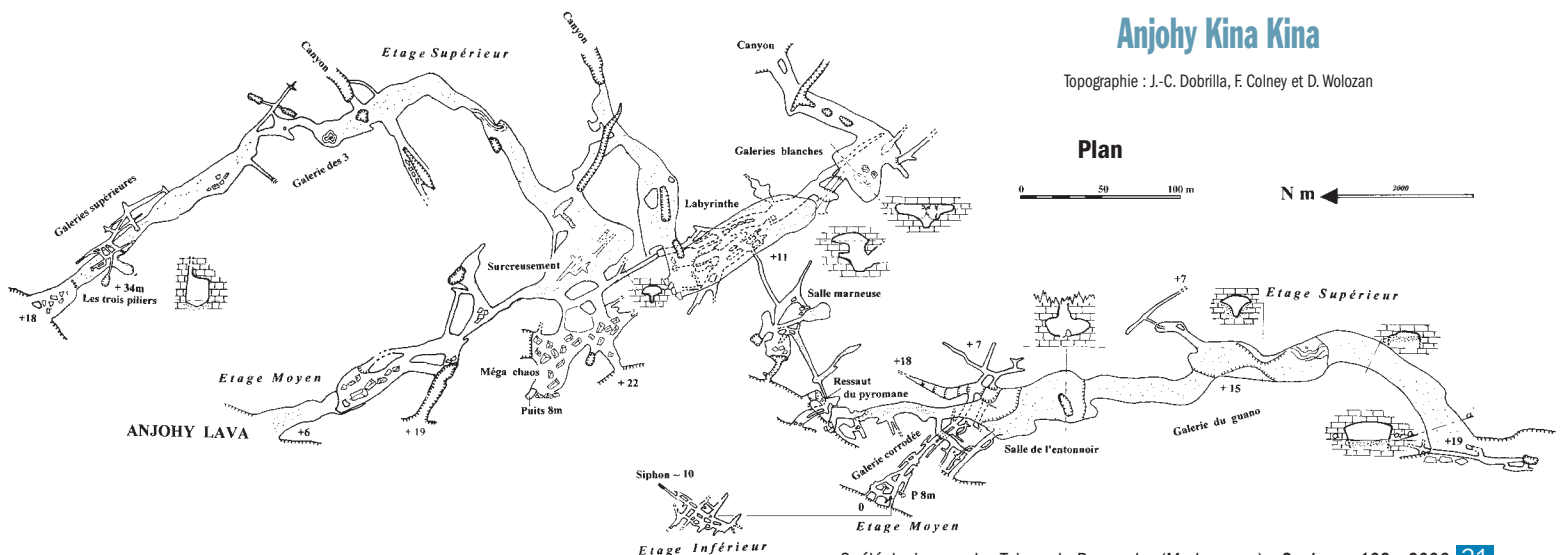 Anjohy Kina Kina
Topographie : J.-C. Dobrilla, F. Colney et D. Wolozan
Plan
0 50 100 m
N m 2000
Canyon
Etage Supérieur
Canyon
Canyon
Galeries blanches
Galerie des 3
Galeries supérieures
Labyrinthe
+ 34m
Les trois piliers
+18
Surcreusement
+11
Salle marneuse
+7
Etage Supérieur
Etage Moyen
Méga chaos
+ 22
Puits 8m
+18
+ 7
Ressaut
du pyromane
+ 15
ANJOHY LAVA
+6
+ 19
Galerie du guano
+19
Galerie corrodée
Salle de l'entonnoir
Siphon ~ 10
P 8m
0
Etage Moyen
Etage Inférieur
21